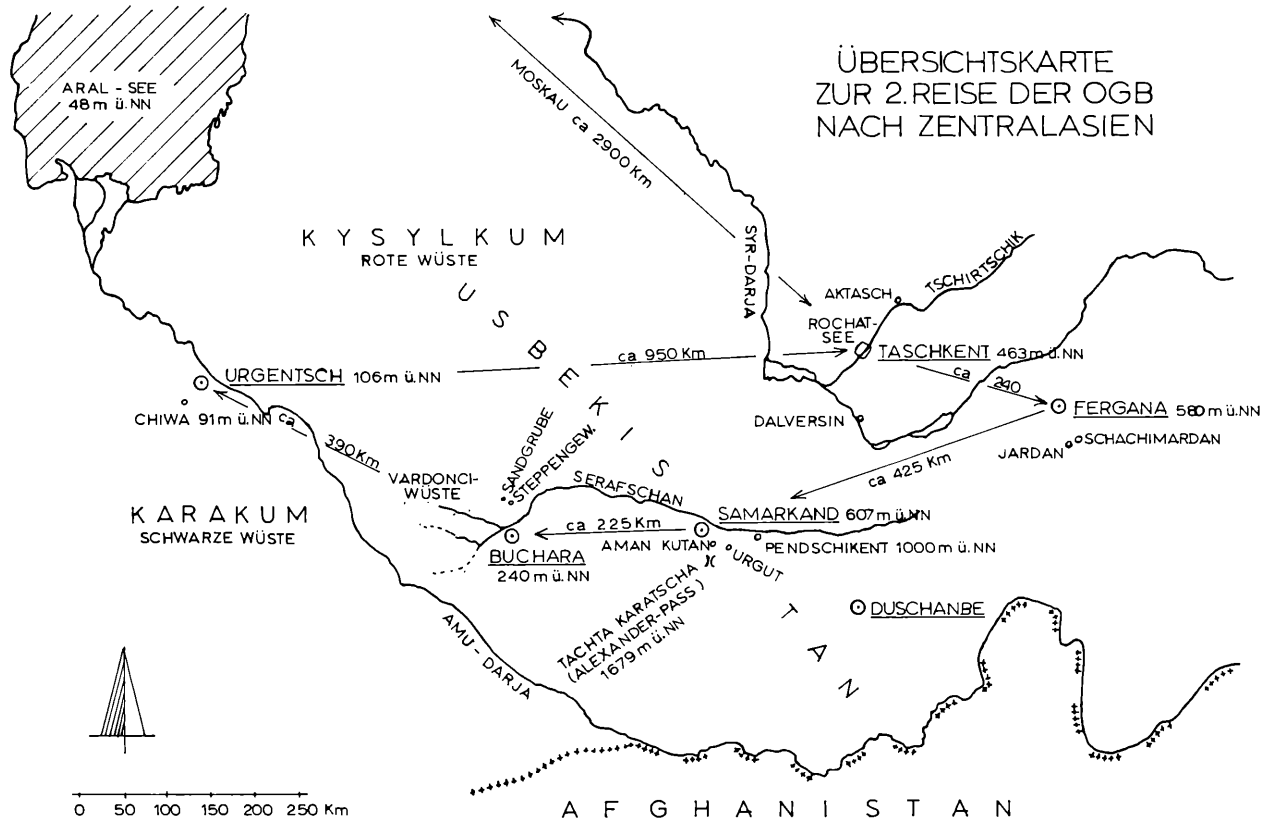 ÜBERSICHTSKARTE
ZUR 2. REISE DER OGB
NACH ZENTRALASIEN
ARAL - SEE
48 m ü. NN
MOSKAU ca 2900 Km
KYSYLKUM
ROTE WÜSTE
USBEKISTAN
SYR-DARJA
TSCHIRTSCHIK
AKTASCH
ROCHAT-
SEE
TASCHKENT 463 m ü. NN
ca 950 Km
URGENTSCH 106 m ü. NN
CHIWA 91 m ü. NN
ca 390 Km
ca 240
FERGANA 580 m ü. NN
SCHACHIMARDAN
JARDAN
DALVERSIN
ca 425 Km
SANDGRUBE
STEPPENGEW.
VARDONCI-
WÜSTE
SERAFSCHAN
SAMARKAND 607 m ü. NN
KARAKUM
SCHWARZE WÜSTE
ca 225 Km
BUCHARA
240 m ü. NN
AMAN KUTAN
URGUT
PENDSCHIKENT 1000 m ü. NN
TACHTA KARATSCHA
(ALEXANDER-PASS)
1679 m ü. NN
DUSCHANBE
AMU - DARJA
0 50 100 150 200 250 Km
AFGHANISTAN